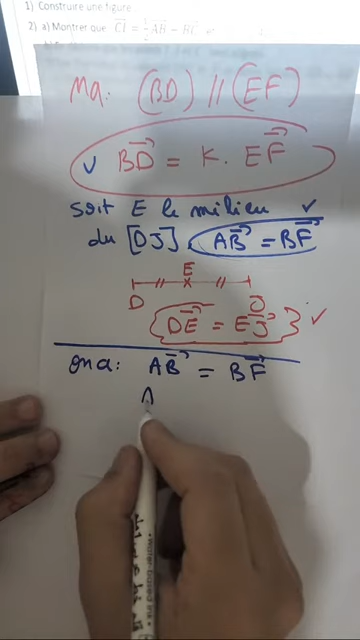 1) Construire une figure
2) a) Montrer que
Mq: (BD) // (EF)
✓ BD⃗ = K. EF⃗
soit E le milieu ✓
du [DJ], AB⃗ = BF⃗
E
D J
DE⃗ = EJ⃗ ✓
on a: AB⃗ = BF⃗
A